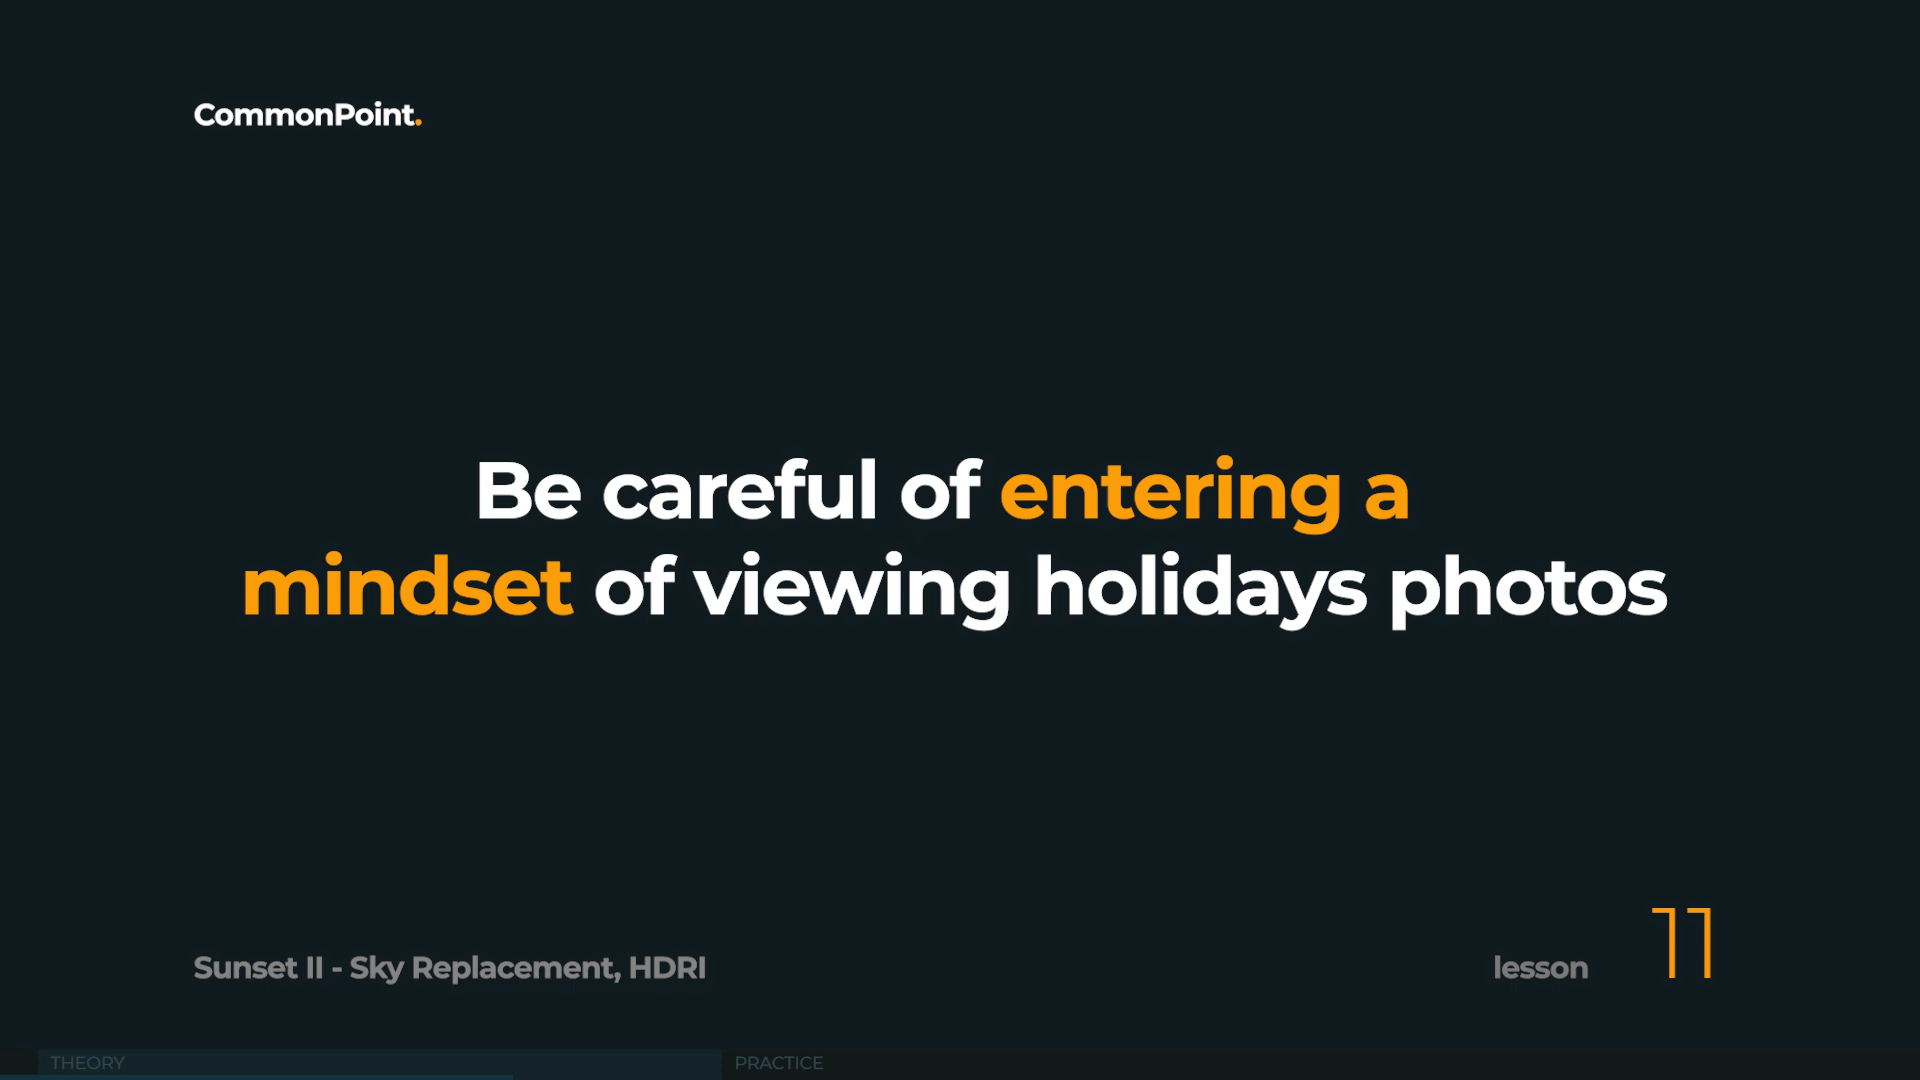 CommonPoint.
Be careful of entering a
mindset of viewing holidays photos
Sunset II - Sky Replacement, HDRI
lesson 11
THEORY
PRACTICE